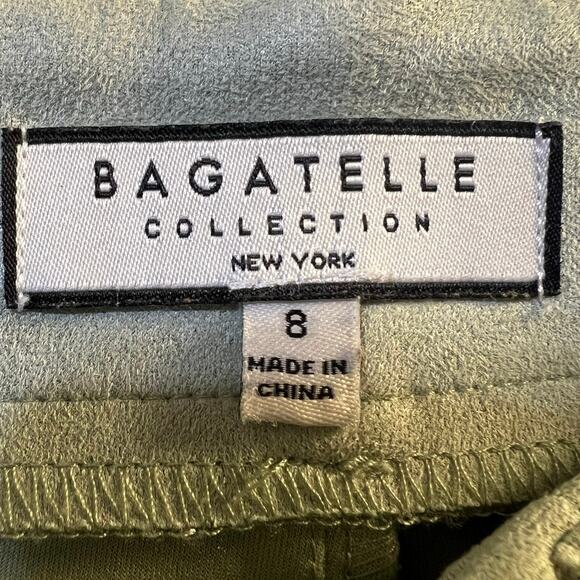 BAGATELLE
COLLECTION
NEW YORK
8
MADE IN
CHINA